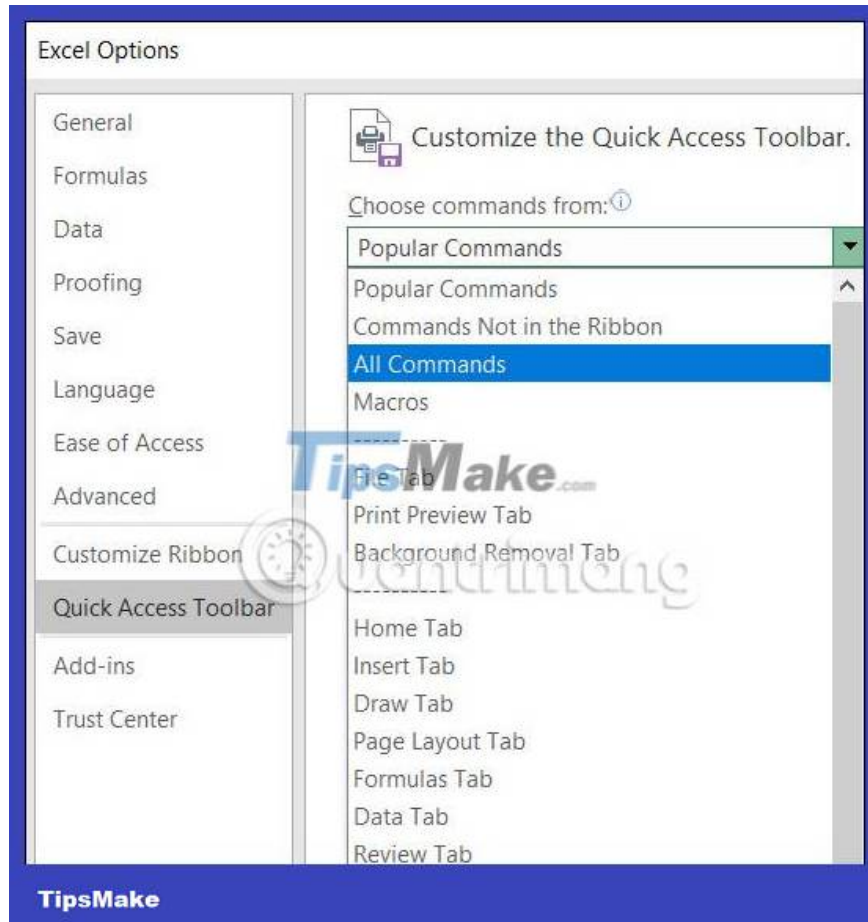 Excel Options
General
Formulas
Data
Proofing
Save
Language
Ease of Access
Advanced
Customize Ribbon
Quick Access Toolbar
Add-ins
Trust Center
Customize the Quick Access Toolbar.
Choose commands from:
Popular Commands
Popular Commands
Commands Not in the Ribbon
All Commands
Macros
----------
File Tab
Print Preview Tab
Background Removal Tab
----------
Home Tab
Insert Tab
Draw Tab
Page Layout Tab
Formulas Tab
Data Tab
Review Tab
TipsMake.com
Quantrimang
TipsMake